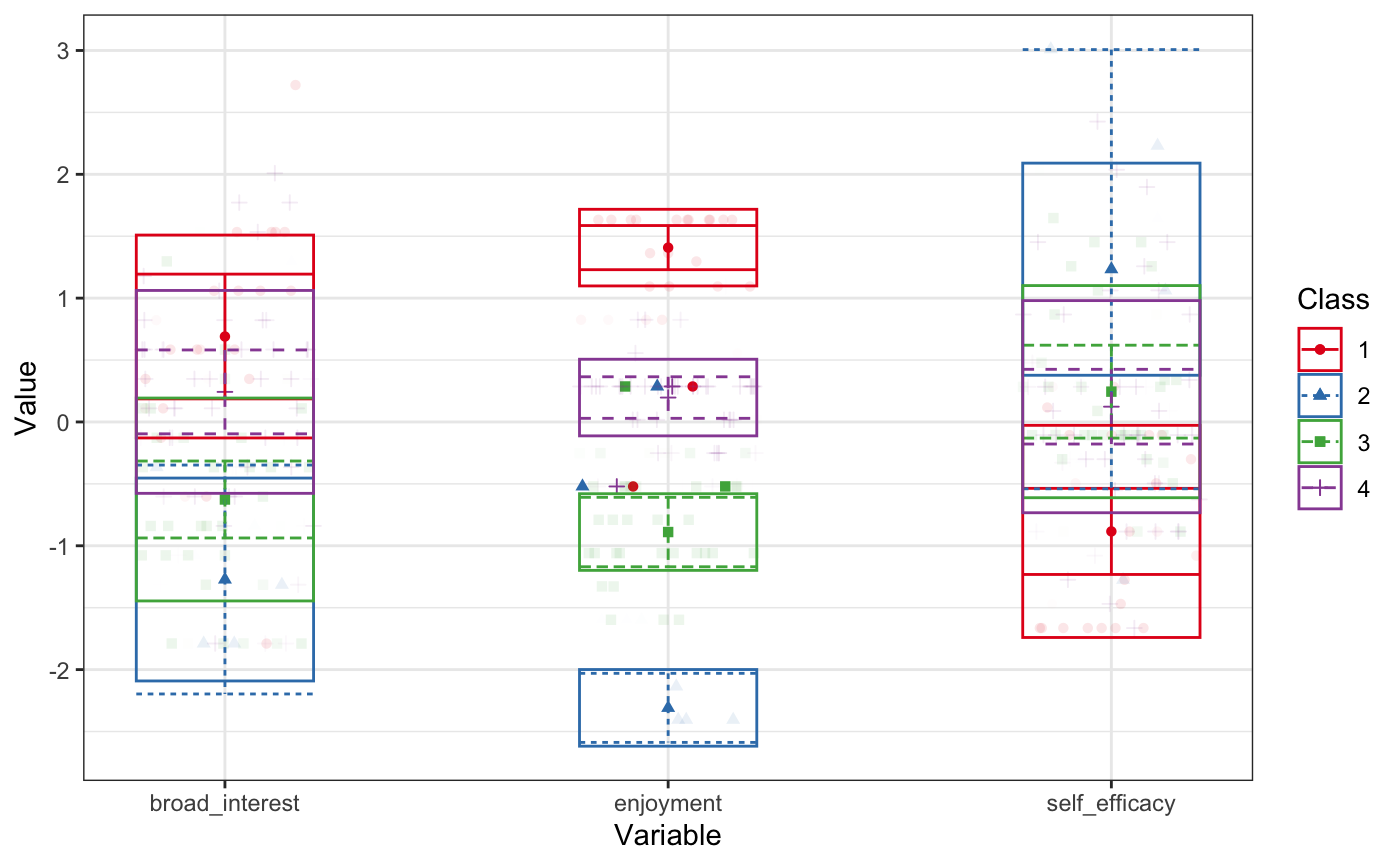 3
2
1
0
-1
-2
Value
broad_interest
enjoyment
self_efficacy
Variable
Class
1
2
3
4